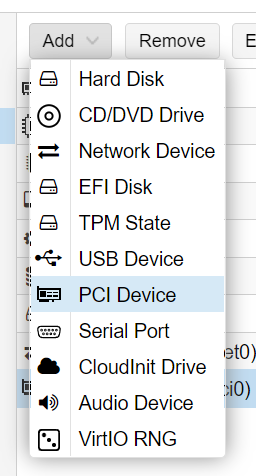 Add Remove E
Hard Disk
CD/DVD Drive
Network Device
EFI Disk
TPM State
USB Device
PCI Device
Serial Port
CloudInit Drive
et0)
Audio Device
ci0)
VirtIO RNG